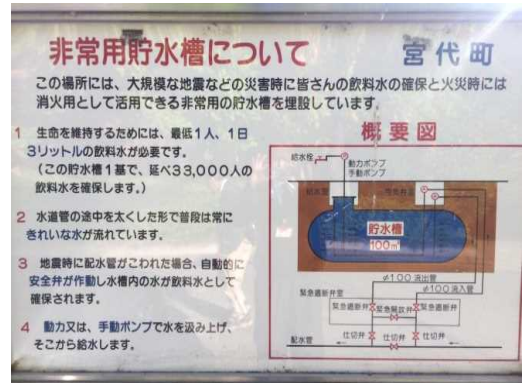 非常用貯水槽について
宮代町
この場所には、大規模な地震などの災害時に皆さんの飲料水の確保と火災時には
消火用として活用できる非常用の貯水槽を埋設しています。
1 生命を維持するためには、最低1人、1日
3リットルの飲料水が必要です。
(この貯水槽1基で、延べ33,000人の
飲料水を確保します。)
2 水道管の途中を太くした形で普段は常に
きれいな水が流れています。
3 地震時に配水管がこわれた場合、自動的に
安全弁が作動し水槽内の水が飲料水として
確保されます。
4 動力又は、手動ポンプで水を汲み上げ、
そこから給水します。
概要図
給水栓
動力ポンプ
手動ポンプ
貯水槽
100㎥
φ100流出管
φ100流入管
緊急遮断弁室
緊急遮断弁
緊急遮断弁
仕切弁
仕切弁
仕切弁
配水管